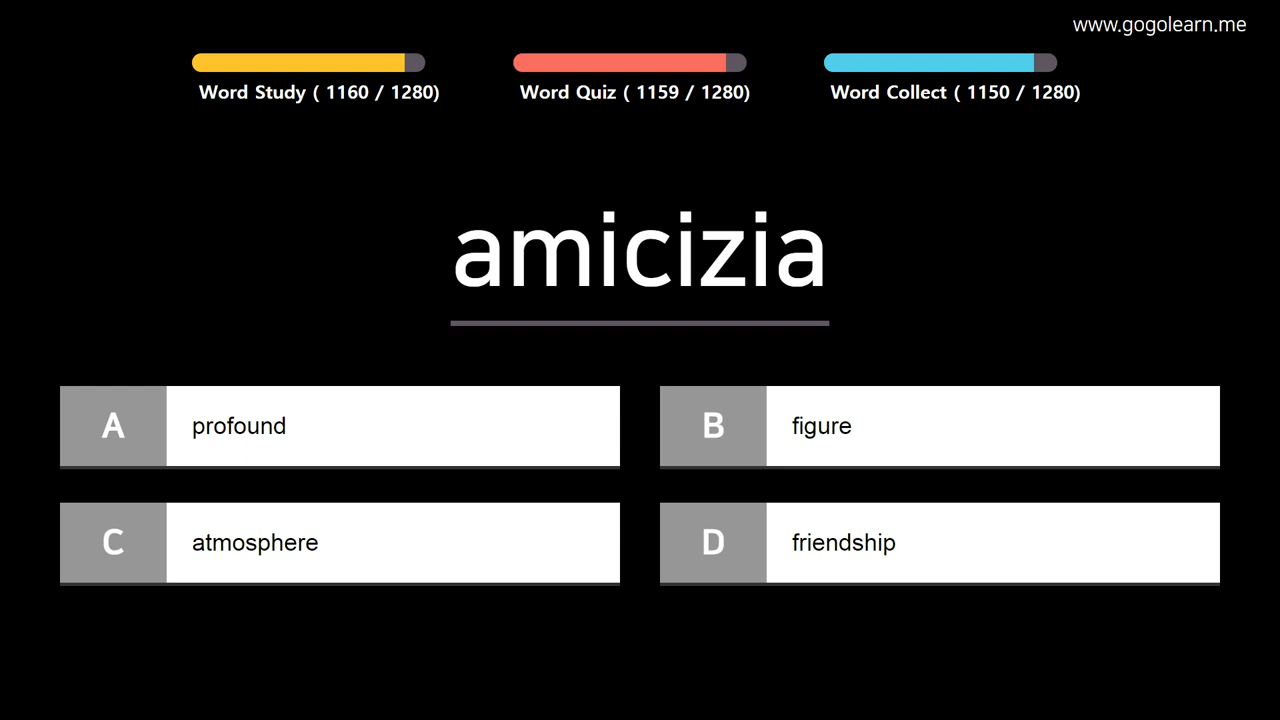 www.gogolearn.me
Word Study ( 1160 / 1280)
Word Quiz ( 1159 / 1280)
Word Collect ( 1150 / 1280)
amicizia
A profound
B figure
C atmosphere
D friendship